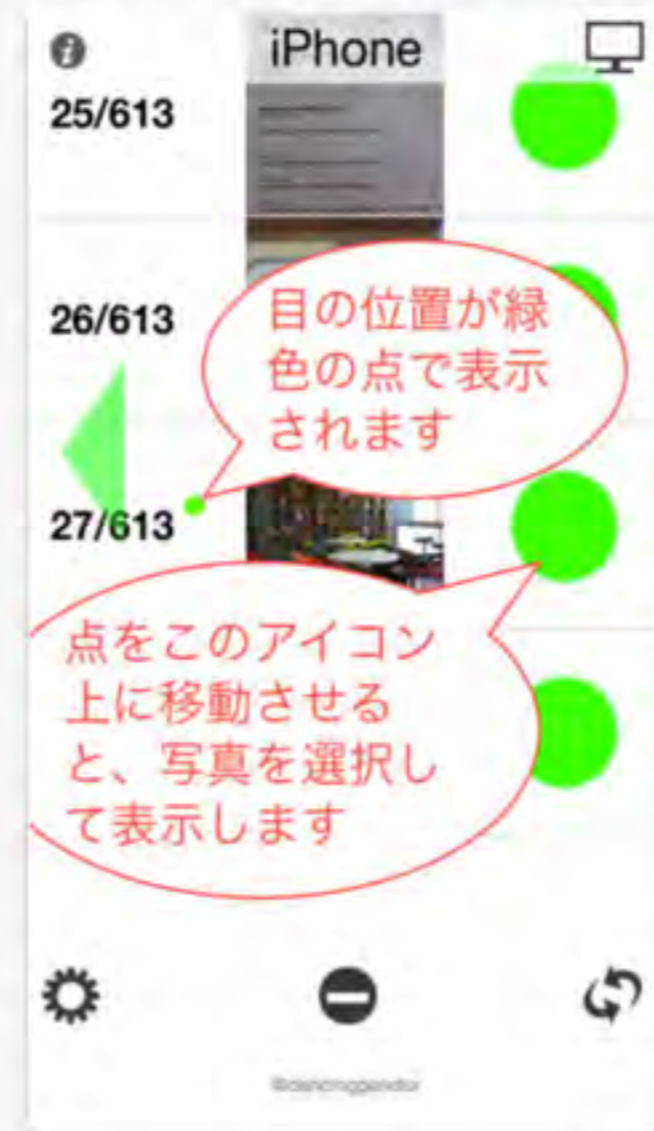 iPhone
25/613
26/613
目の位置が緑
色の点で表示
されます
27/613
点をこのアイコン
上に移動させる
と、写真を選択し
て表示します